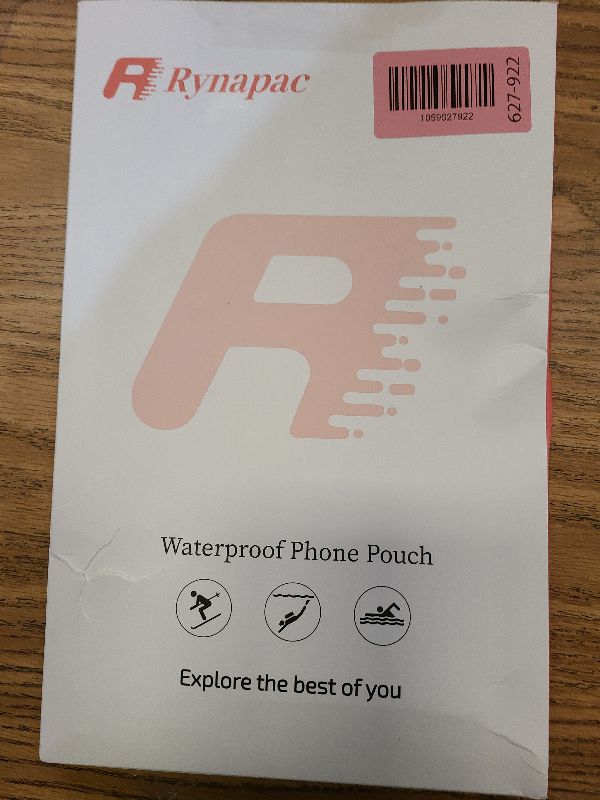 Rynapac
1059627922
627-922
Waterproof Phone Pouch
Explore the best of you